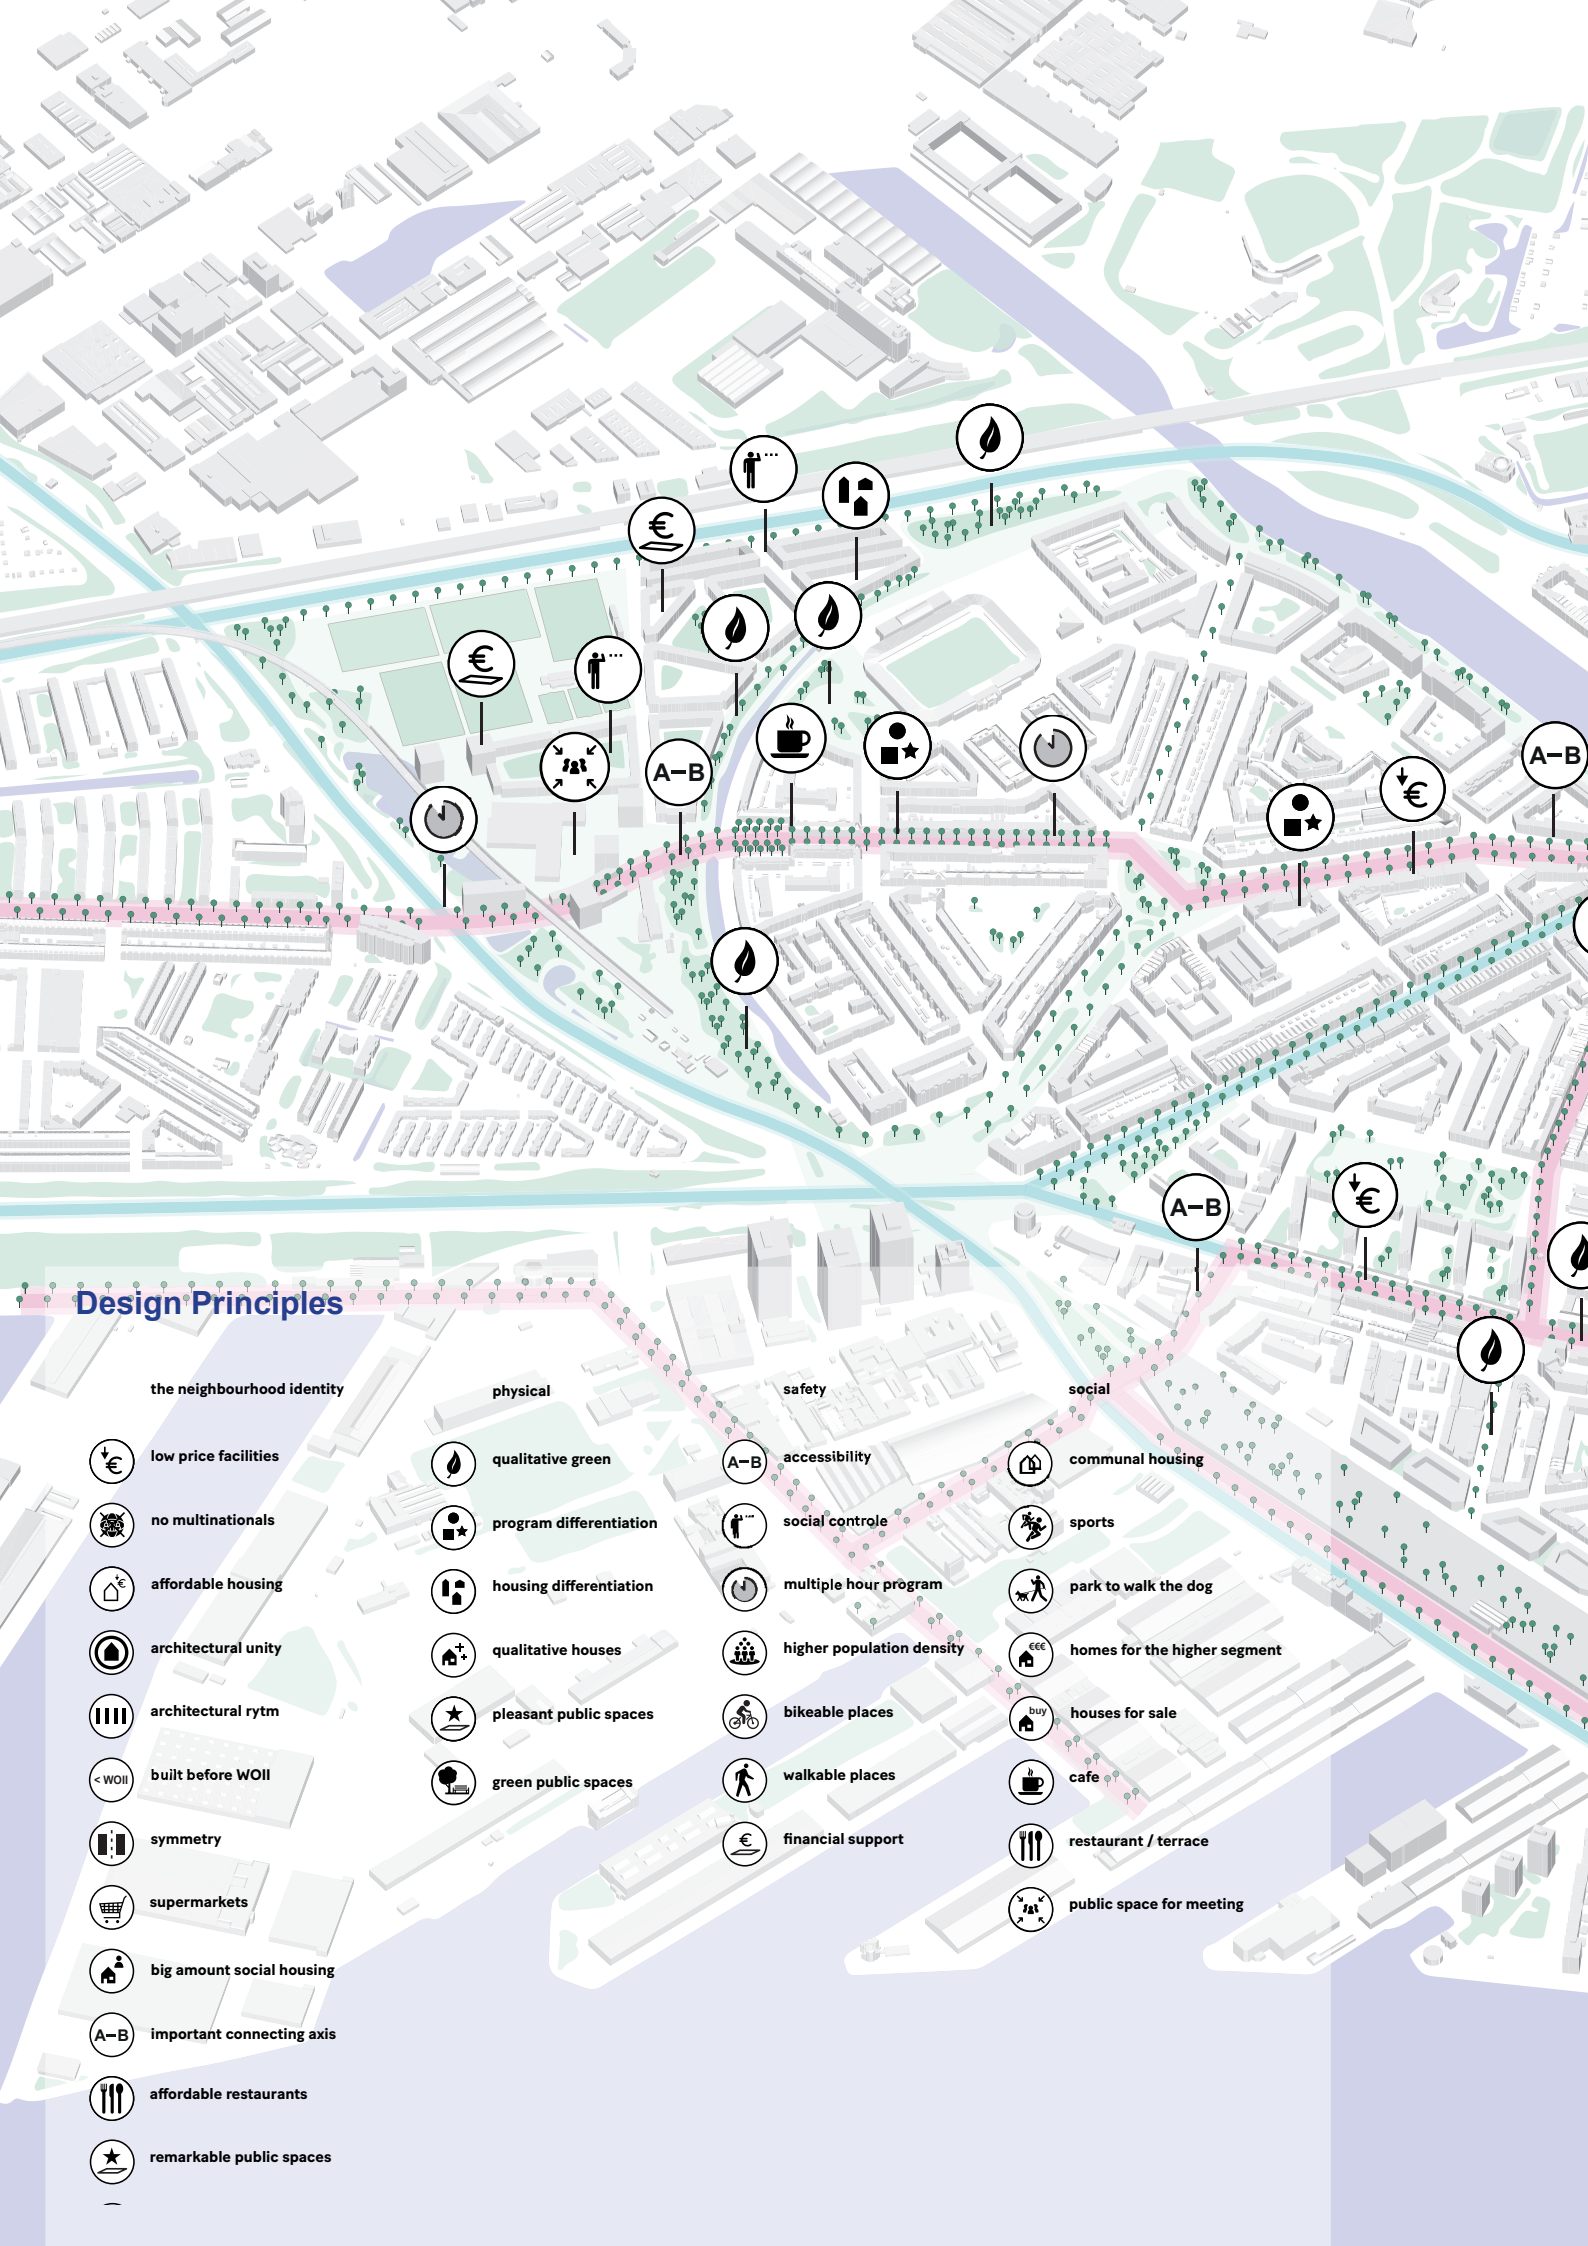 A–B
A–B
A–B
Design Principles
the neighbourhood identity
low price facilities
no multinationals
affordable housing
architectural unity
architectural rytm
< WOII
built before WOII
symmetry
supermarkets
big amount social housing
A–B
important connecting axis
affordable restaurants
remarkable public spaces
physical
qualitative green
program differentiation
housing differentiation
qualitative houses
pleasant public spaces
green public spaces
safety
A–B
accessibility
social controle
multiple hour program
higher population density
bikeable places
walkable places
€
financial support
social
communal housing
sports
park to walk the dog
€€€
homes for the higher segment
buy
houses for sale
cafe
restaurant / terrace
public space for meeting